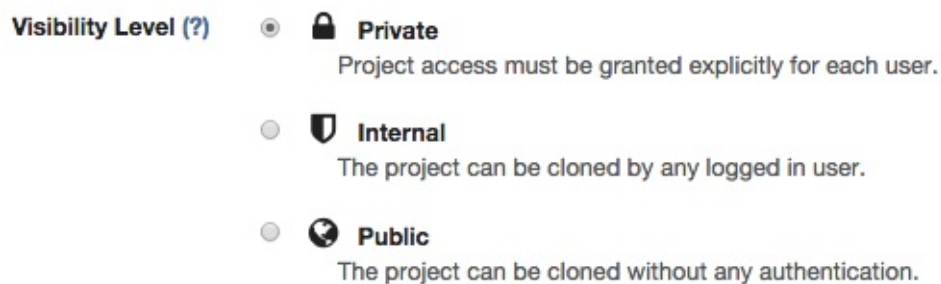 Visibility Level (?)
Private
Project access must be granted explicitly for each user.
Internal
The project can be cloned by any logged in user.
Public
The project can be cloned without any authentication.